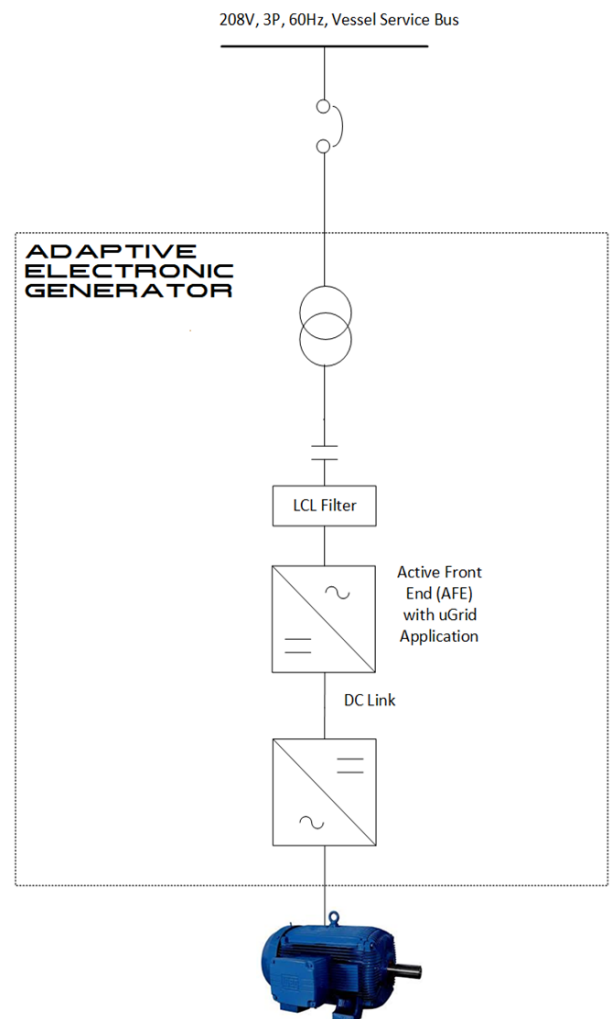 208V, 3P, 60Hz, Vessel Service Bus
ADAPTIVE
ELECTRONIC
GENERATOR
LCL Filter
Active Front
End (AFE)
with uGrid
Application
DC Link